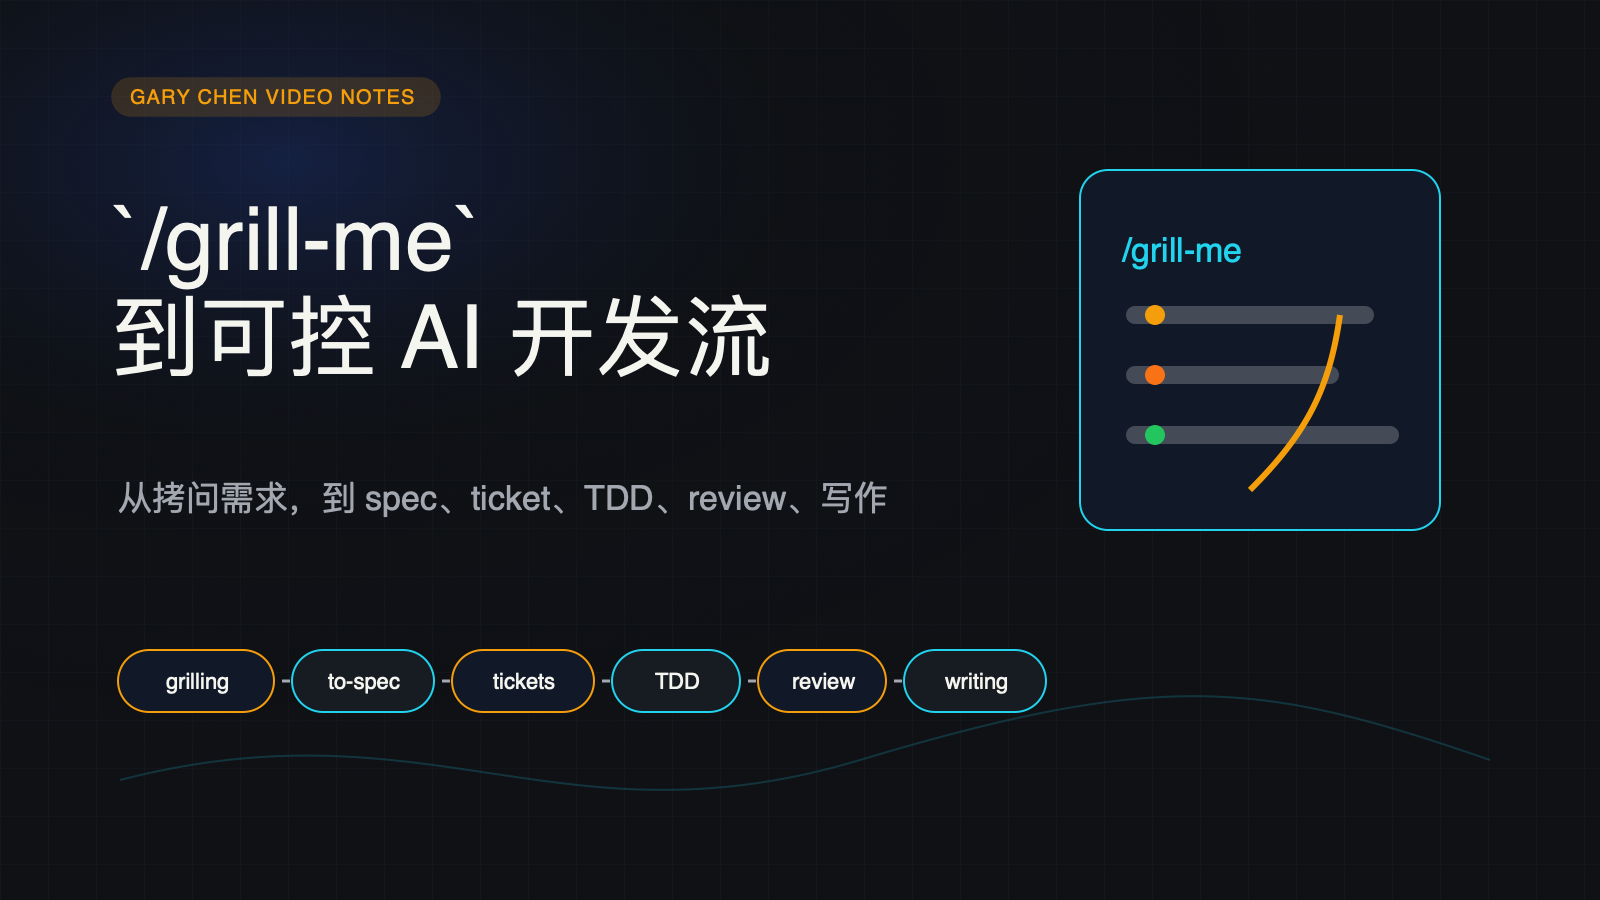 GARY CHEN VIDEO NOTES
`/grill-me`
到可控 AI 开发流
从拷问需求，到 spec、ticket、TDD、review、写作
/grill-me
grilling - to-spec - tickets - TDD - review - writing